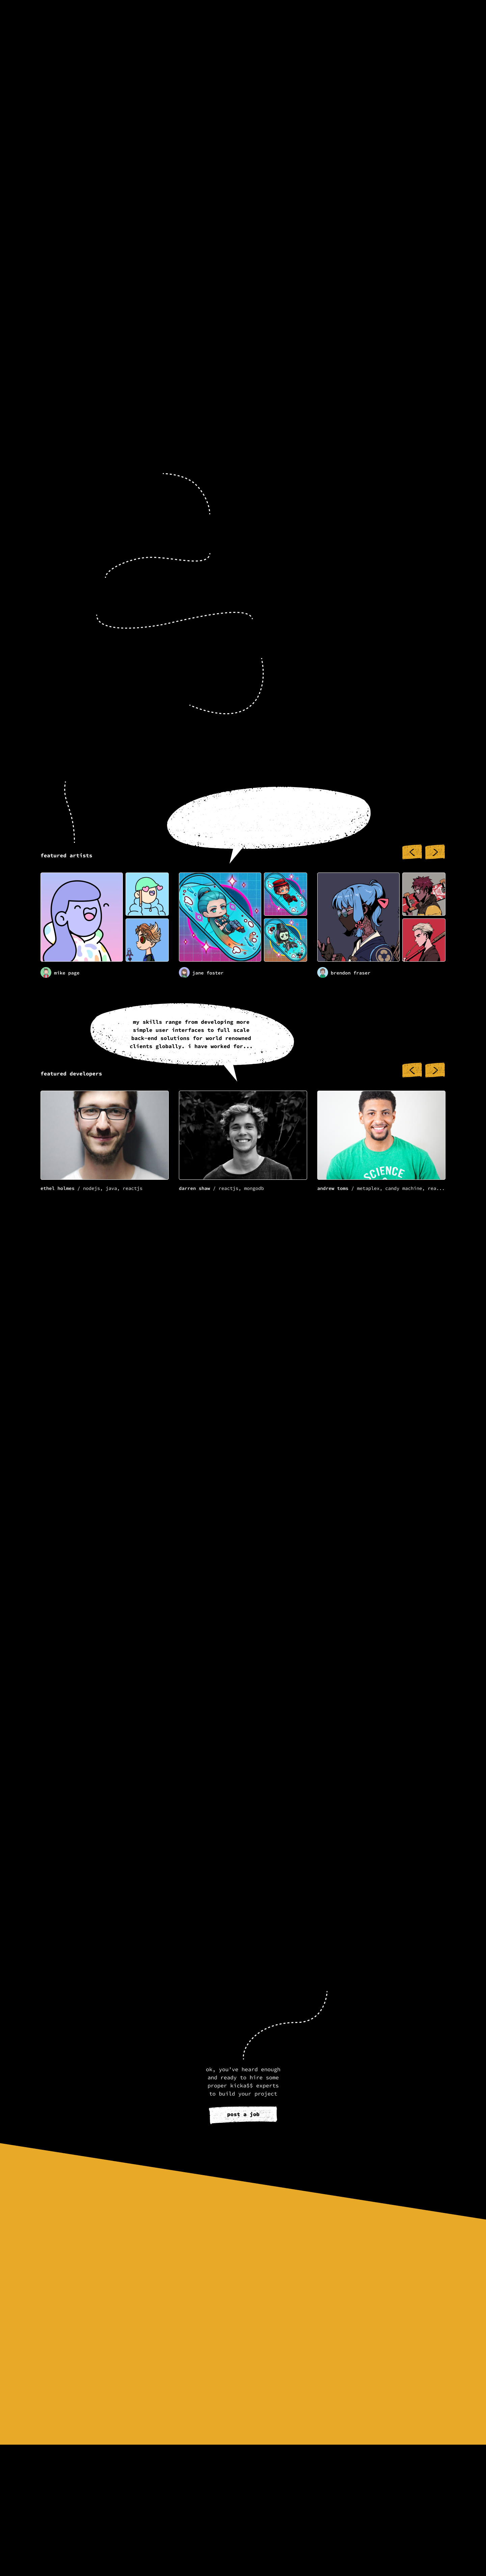 featured artists
mike page
jane foster
brendon fraser
my skills range from developing more
simple user interfaces to full scale
back-end solutions for world renowned
clients globally. i have worked for...
featured developers
ethel holmes / nodejs, java, reactjs
darren shaw / reactjs, mongodb
andrew toms / metaplex, candy machine, rea...
SCIENCE
ok, you've heard enough
and ready to hire some
proper kicka$$ experts
to build your project
post a job